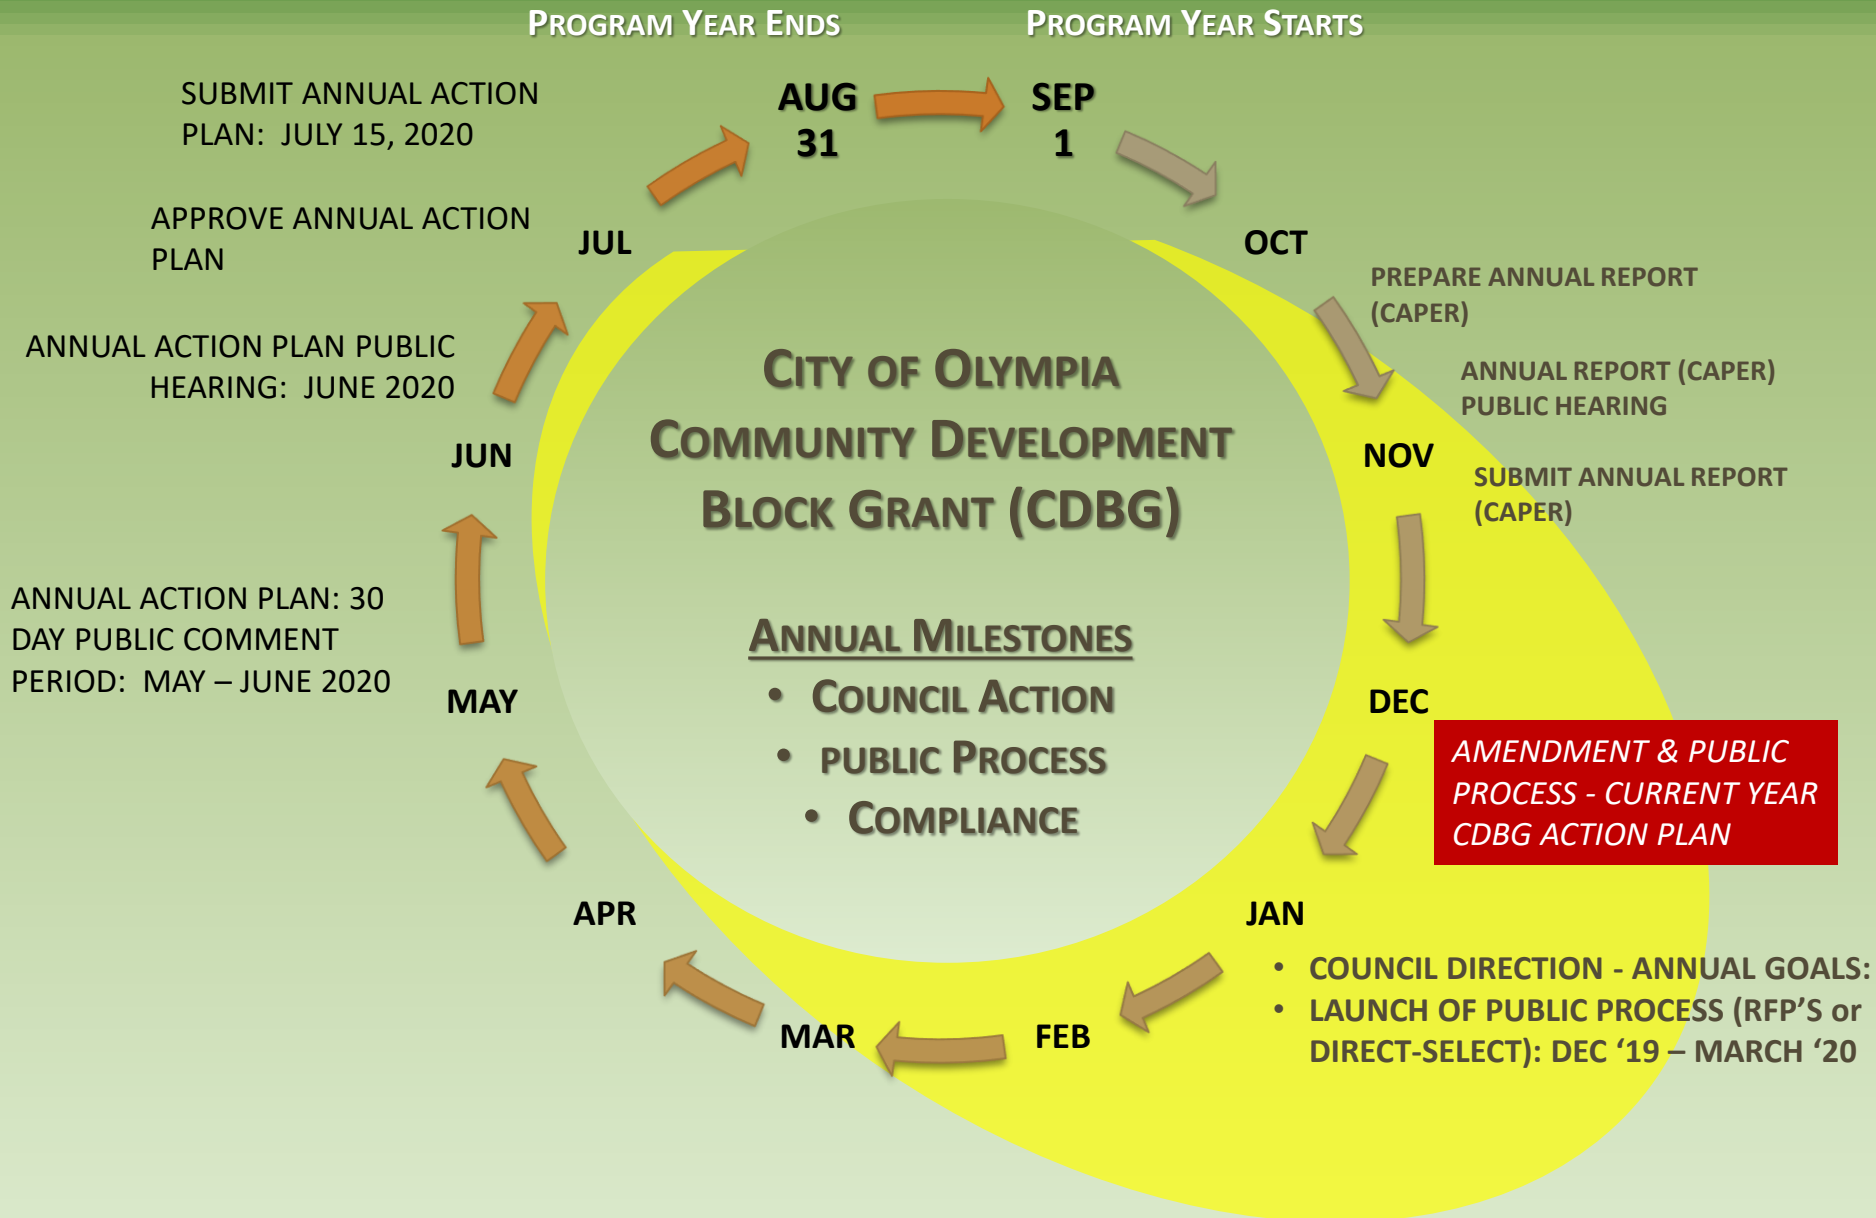 PROGRAM YEAR ENDS
PROGRAM YEAR STARTS
AUG
31
SEP
1
OCT
PREPARE ANNUAL REPORT
(CAPER)
ANNUAL REPORT (CAPER)
PUBLIC HEARING
NOV
SUBMIT ANNUAL REPORT
(CAPER)
DEC
AMENDMENT & PUBLIC
PROCESS - CURRENT YEAR
CDBG ACTION PLAN
JAN
• COUNCIL DIRECTION - ANNUAL GOALS:
• LAUNCH OF PUBLIC PROCESS (RFP’S or
DIRECT-SELECT): DEC ‘19 – MARCH ‘20
FEB
MAR
APR
MAY
ANNUAL ACTION PLAN: 30
DAY PUBLIC COMMENT
PERIOD: MAY – JUNE 2020
JUN
ANNUAL ACTION PLAN PUBLIC
HEARING: JUNE 2020
JUL
APPROVE ANNUAL ACTION
PLAN
SUBMIT ANNUAL ACTION
PLAN: JULY 15, 2020
CITY OF OLYMPIA
COMMUNITY DEVELOPMENT
BLOCK GRANT (CDBG)
ANNUAL MILESTONES
• COUNCIL ACTION
• PUBLIC PROCESS
• COMPLIANCE